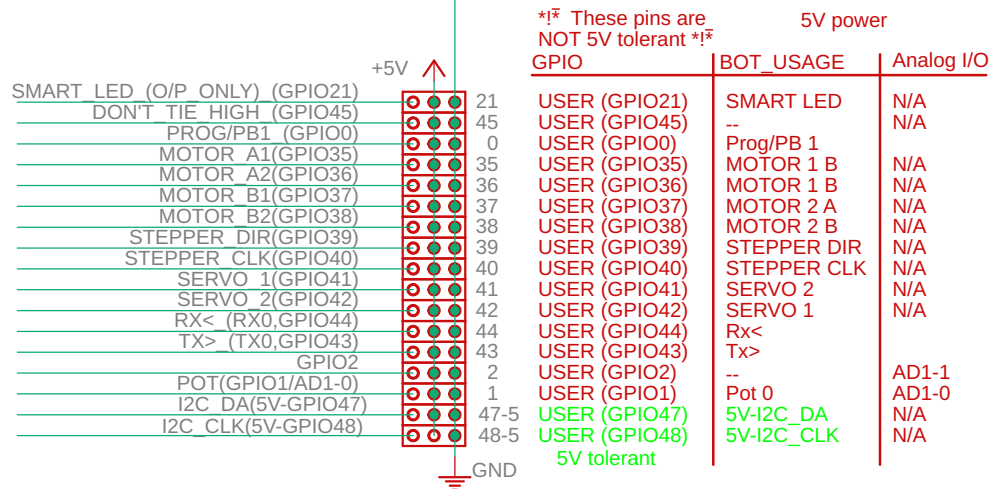 *!* These pins are
NOT 5V tolerant *!*
5V power
GPIO BOT_USAGE Analog I/O
+5V
SMART_LED_(O/P_ONLY)_(GPIO21) 21 USER (GPIO21) SMART LED N/A
DON'T_TIE_HIGH_(GPIO45) 45 USER (GPIO45) -- N/A
PROG/PB1_(GPIO0) 0 USER (GPIO0) Prog/PB 1
MOTOR_A1(GPIO35) 35 USER (GPIO35) MOTOR 1 B N/A
MOTOR_A2(GPIO36) 36 USER (GPIO36) MOTOR 1 B N/A
MOTOR_B1(GPIO37) 37 USER (GPIO37) MOTOR 2 A N/A
MOTOR_B2(GPIO38) 38 USER (GPIO38) MOTOR 2 B N/A
STEPPER_DIR(GPIO39) 39 USER (GPIO39) STEPPER DIR N/A
STEPPER_CLK(GPIO40) 40 USER (GPIO40) STEPPER CLK N/A
SERVO_1(GPIO41) 41 USER (GPIO41) SERVO 2 N/A
SERVO_2(GPIO42) 42 USER (GPIO42) SERVO 1 N/A
RX<_(RX0,GPIO44) 44 USER (GPIO44) Rx<
TX>_(TX0,GPIO43) 43 USER (GPIO43) Tx>
GPIO2 2 USER (GPIO2) -- AD1-1
POT(GPIO1/AD1-0) 1 USER (GPIO1) Pot 0 AD1-0
I2C_DA(5V-GPIO47) 47-5 USER (GPIO47) 5V-I2C_DA N/A
I2C_CLK(5V-GPIO48) 48-5 USER (GPIO48) 5V-I2C_CLK N/A
5V tolerant
GND